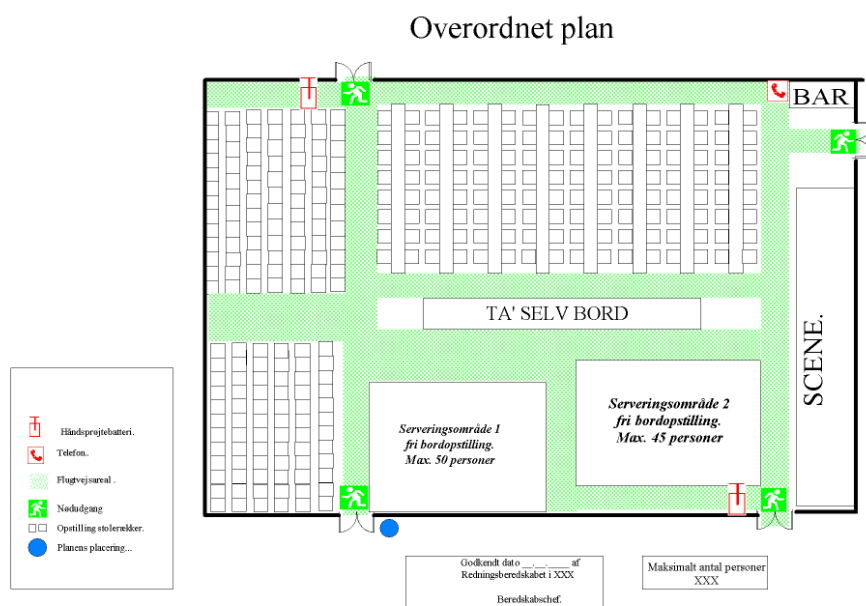 Overordnet plan
BAR
TA' SELV BORD
SCENE.
Serveringsområde 1
fri bordopstilling.
Max. 50 personer
Serveringsområde 2
fri bordopstilling.
Max. 45 personer
Håndsprøjtebatteri.
Telefon.
Flugtvejsareal .
Nødudgang
Opstilling stolerækker.
Planens placering...
Godkendt dato __.__.____ af
Redningsberedskabet i XXX
Beredskabschef.
Maksimalt antal personer
XXX